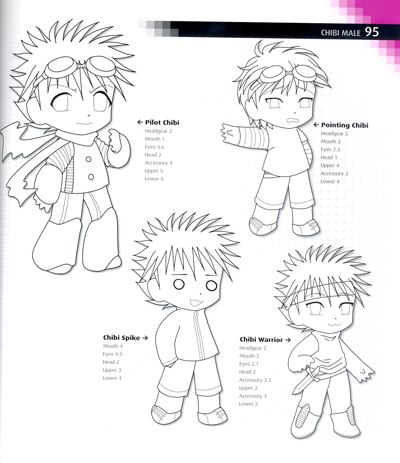 CHIBI MALE 95
← Pilot Chibi
Headgear 3
Mouth 1
Eyes 3.6
Head 2
Accessory 4
Upper 5
Lower 5
← Pointing Chibi
Headgear 3
Mouth 3
Eyes 2.3
Head 1
Upper 4
Accessory 3
Lower 4
Chibi Spike →
Mouth 4
Eyes 4.3
Head 2
Upper 3
Lower 4
Chibi Warrior →
Headgear 2
Mouth 2
Eyes 2.1
Head 2
Accessory 3.3
Upper 2
Accessory 3
Lower 2